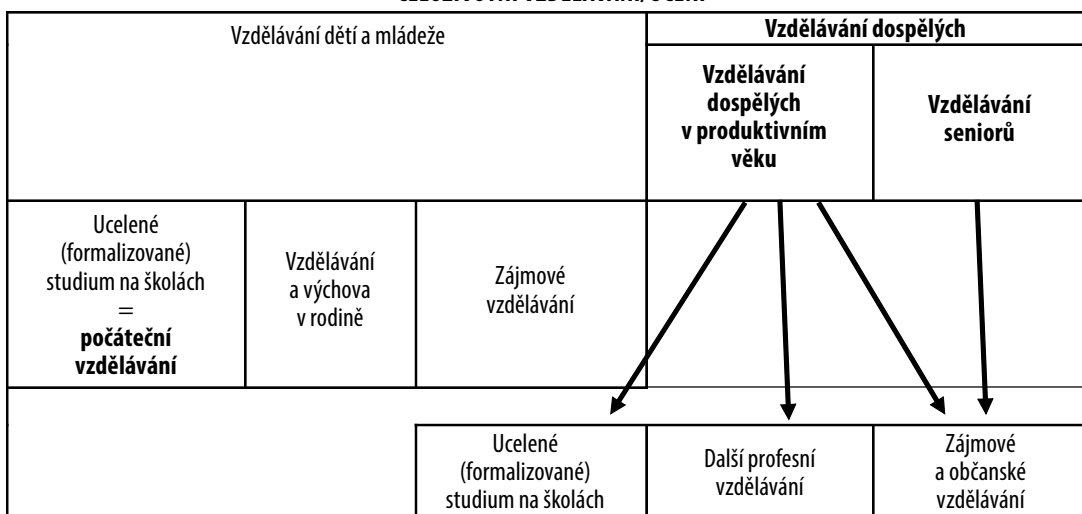 Vzdělávání dětí a mládeže
Vzdělávání dospělých
Vzdělávání
dospělých
v produktivním
věku
Vzdělávání
seniorů
Ucelené
(formalizované)
studium na školách
=
počáteční
vzdělávání
Vzdělávání
a výchova
v rodině
Zájmové
vzdělávání
Ucelené
(formalizované)
studium na školách
Další profesní
vzdělávání
Zájmové
a občanské
vzdělávání